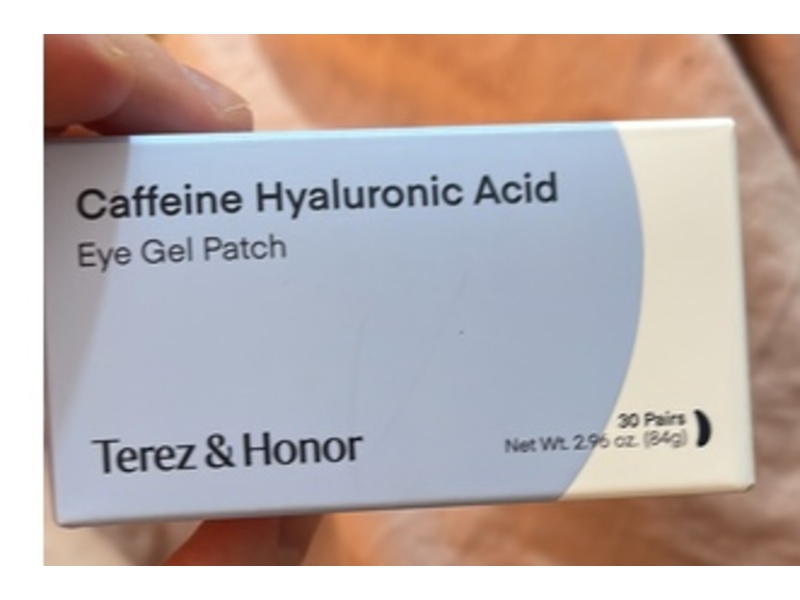 Caffeine Hyaluronic Acid
Eye Gel Patch
Terez & Honor
30 Pairs
Net Wt. 2.96 oz. (84g)